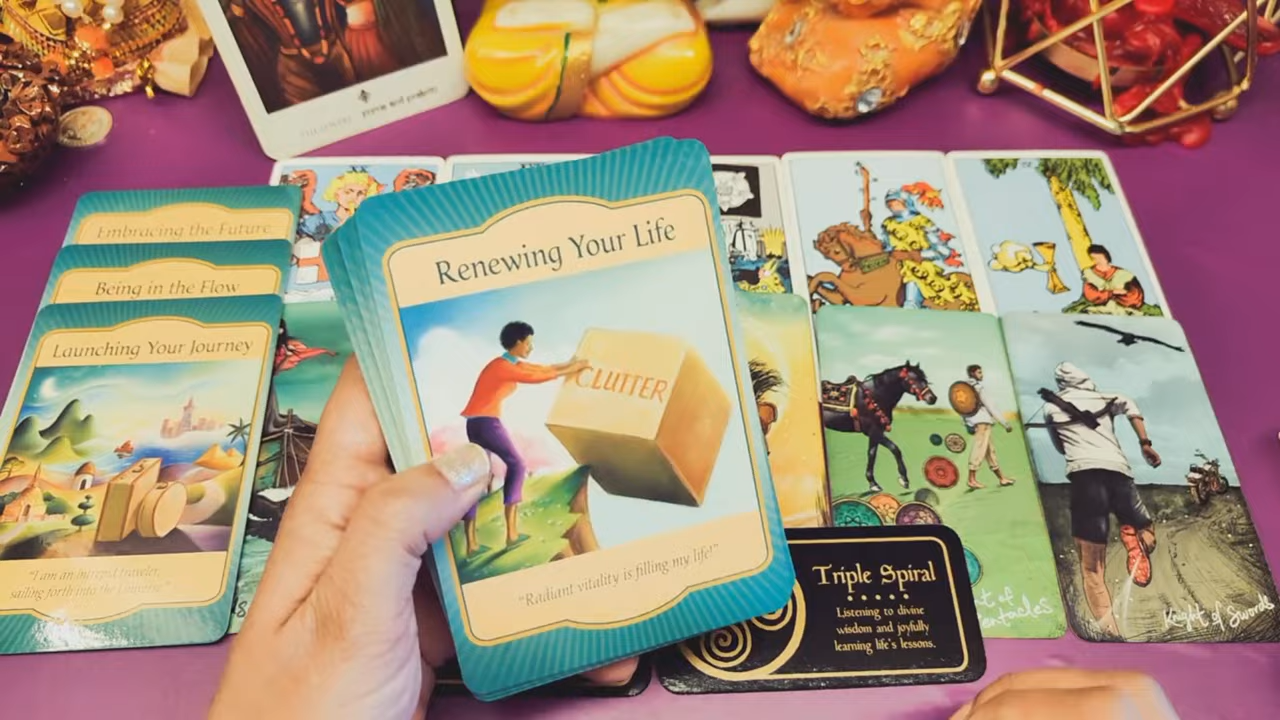 Embracing the Future
Being in the Flow
Launching Your Journey
"I am an intrepid traveler,
sailing forth into the Universe."
Renewing Your Life
CLUTTER
"Radiant vitality is filling my life!"
Triple Spiral
Listening to divine
wisdom and joyfully
learning life's lessons.
Knight of Swords